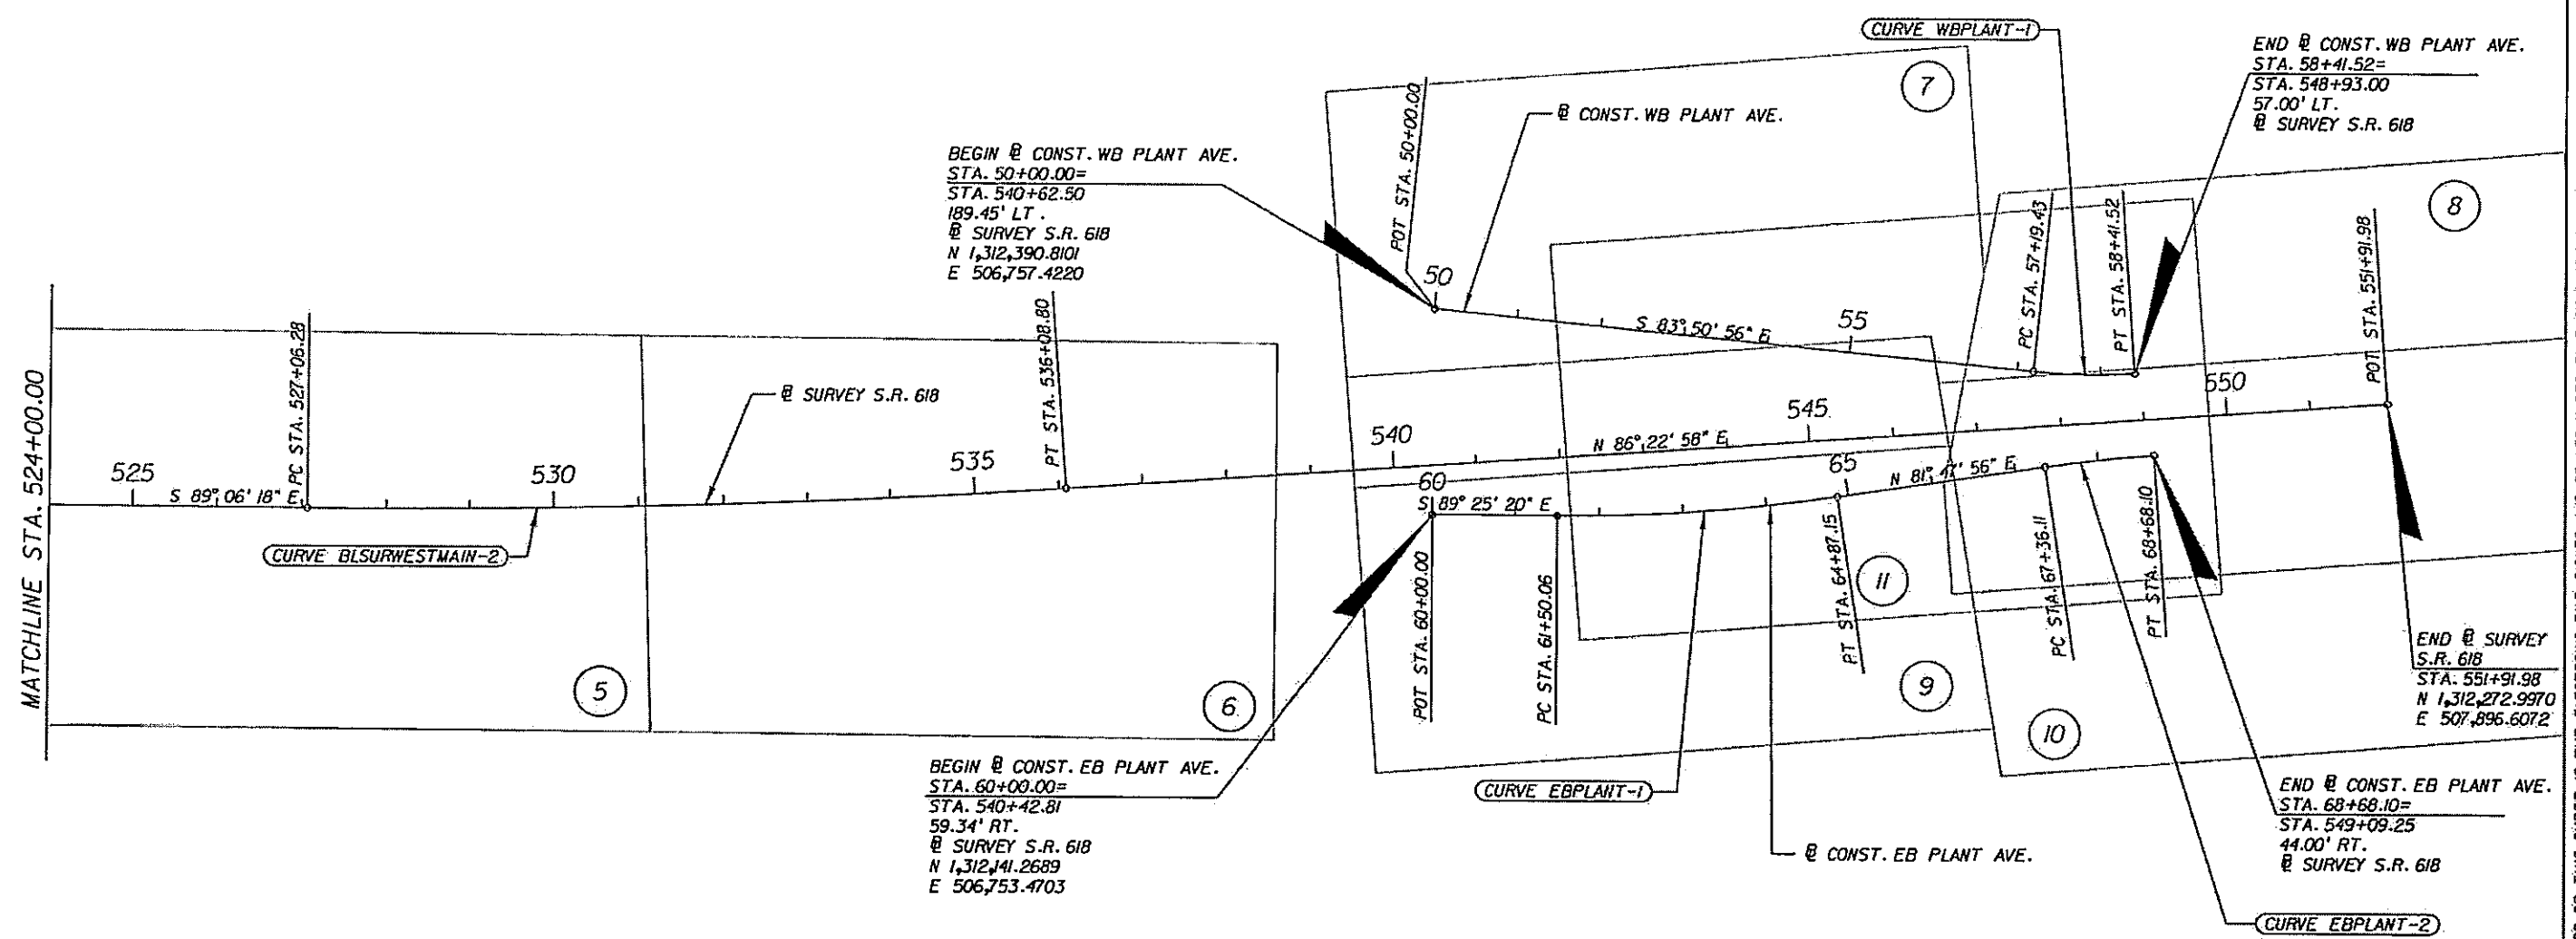 CURVE WBPLANT-1
END ⅊ CONST. WB PLANT AVE.
STA. 58+41.52=
STA. 548+93.00
57.00' LT.
⅊ SURVEY S.R. 618
7
POT STA. 50+00.00
⅊ CONST. WB PLANT AVE.
BEGIN ⅊ CONST. WB PLANT AVE.
STA. 50+00.00=
STA. 540+62.50
189.45' LT.
⅊ SURVEY S.R. 618
N 1,312,390.8101
E 506,757.4220
8
PC STA. 57+19.43
PT STA. 58+41.52
POT STA. 551+91.98
50
S 83° 50' 56" E
55
PC STA. 527+06.28
PT STA. 536+08.80
MATCHLINE STA. 524+00.00
⅊ SURVEY S.R. 618
550
545
540
N 86° 22' 58" E
525
530
535
S 89° 06' 18" E
65
N 81° 47' 56" E
60
S 89° 25' 20" E
CURVE BLSURWESTMAIN-2
POT STA. 60+00.00
PC STA. 61+50.06
PT STA. 64+87.15
PC STA. 67+36.11
PT STA. 68+68.10
11
5
6
9
10
END ⅊ SURVEY
S.R. 618
STA. 551+91.98
N 1,312,272.9970
E 507,896.6072
BEGIN ⅊ CONST. EB PLANT AVE.
STA. 60+00.00=
STA. 540+42.81
59.34' RT.
⅊ SURVEY S.R. 618
N 1,312,141.2689
E 506,753.4703
CURVE EBPLANT-1
⅊ CONST. EB PLANT AVE.
END ⅊ CONST. EB PLANT AVE.
STA. 68+68.10=
STA. 549+09.25
44.00' RT.
⅊ SURVEY S.R. 618
CURVE EBPLANT-2